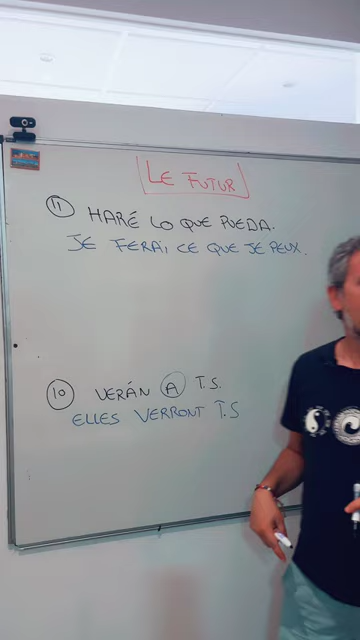 LE FUTUR
11 HARÉ LO QUE PUEDA.
JE FERAI CE QUE JE PEUX.
10 VERÁN A T.S.
ELLES VERRONT T.S